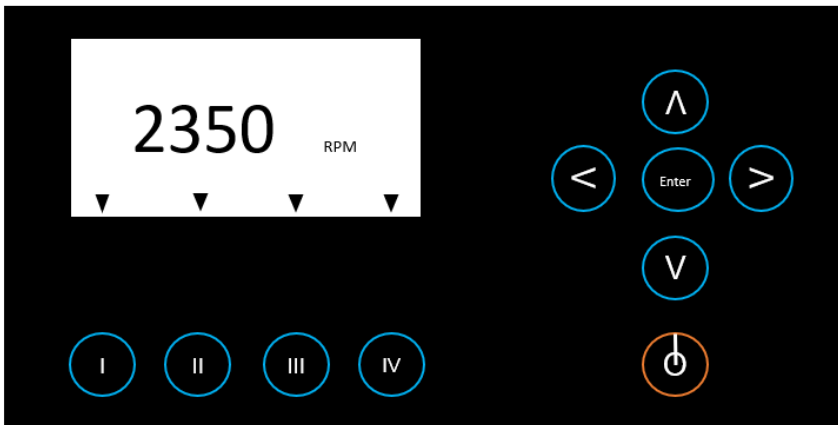 2350 RPM
Λ
< Enter >
V
I II III IV